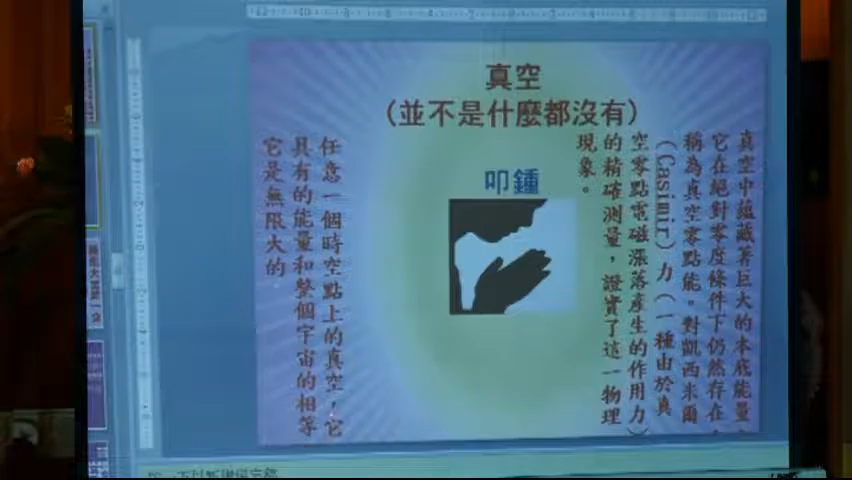 真空
(並不是什麼都沒有)
叩鍾
真空中蘊藏著巨大的本底能量，
它在絕對零度條件下仍然存在，
稱為真空零點能。對凱西米爾
(Casimir)力(一種由於真
空零點電磁漲落產生的作用力)
的精確測量，證實了這一物理
現象。
任意一個時空點上的真空，它
具有的能量和整個宇宙的相等
它是無限大的